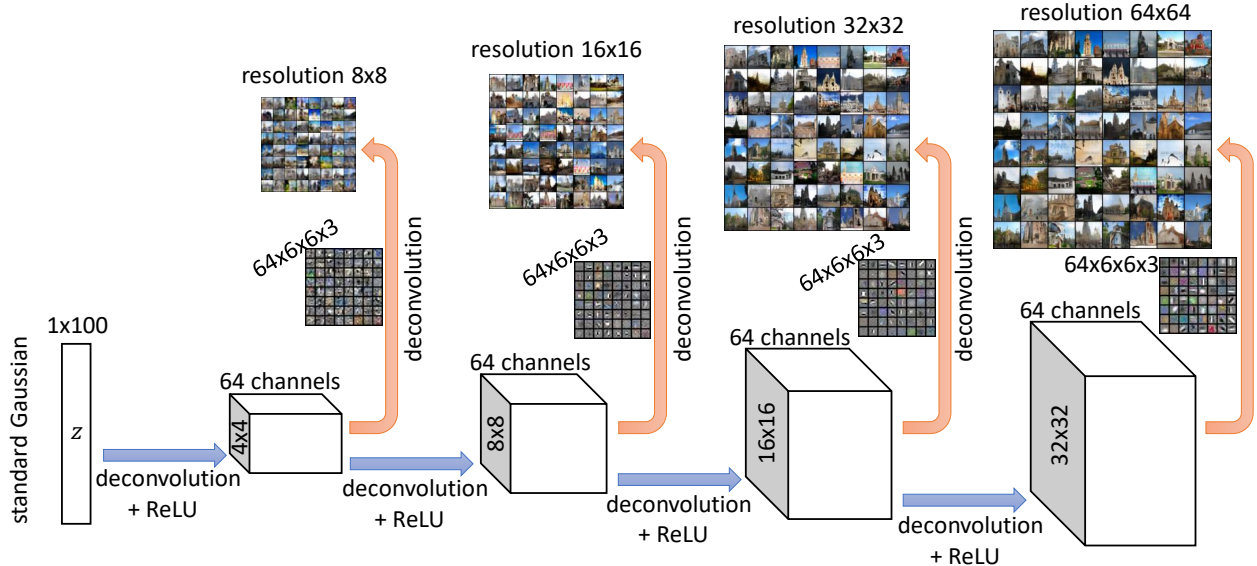 resolution 8x8
resolution 16x16
resolution 32x32
resolution 64x64
64x6x6x3
64x6x6x3
64x6x6x3
64x6x6x3
deconvolution
deconvolution
deconvolution
standard Gaussian
1x100
z
64 channels
4x4
64 channels
8x8
64 channels
16x16
64 channels
32x32
deconvolution
+ ReLU
deconvolution
+ ReLU
deconvolution
+ ReLU
deconvolution
+ ReLU